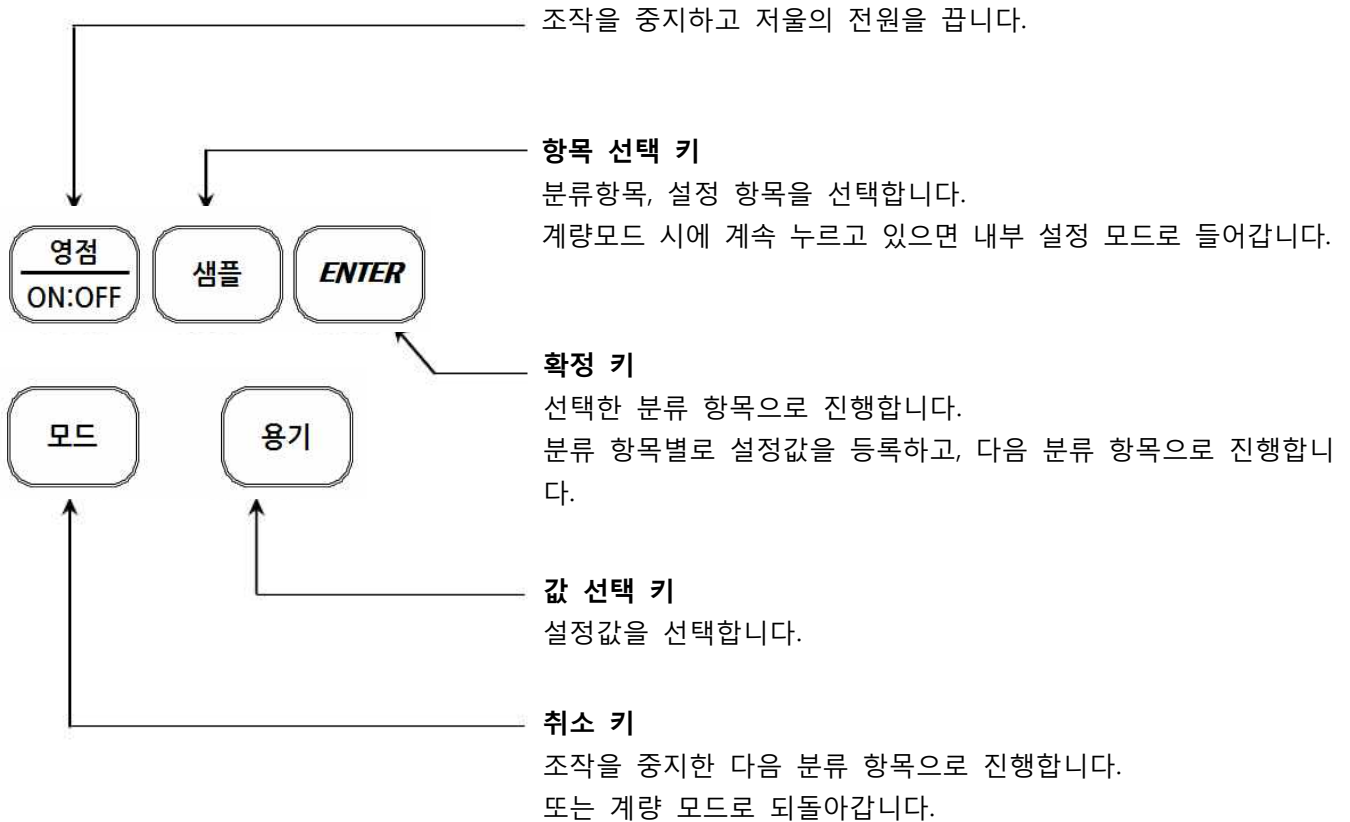 조작을 중지하고 저울의 전원을 끕니다.
항목 선택 키
분류항목, 설정 항목을 선택합니다.
계량모드 시에 계속 누르고 있으면 내부 설정 모드로 들어갑니다.
영점
ON:OFF
샘플
ENTER
확정 키
선택한 분류 항목으로 진행합니다.
분류 항목별로 설정값을 등록하고, 다음 분류 항목으로 진행합니
다.
모드
용기
값 선택 키
설정값을 선택합니다.
취소 키
조작을 중지한 다음 분류 항목으로 진행합니다.
또는 계량 모드로 되돌아갑니다.